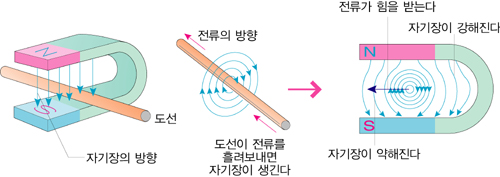 N
S
도선
자기장의 방향
전류의 방향
도선이 전류를
흘려보내면
자기장이 생긴다
전류가 힘을 받는다
자기장이 강해진다
N
S
자기장이 약해진다